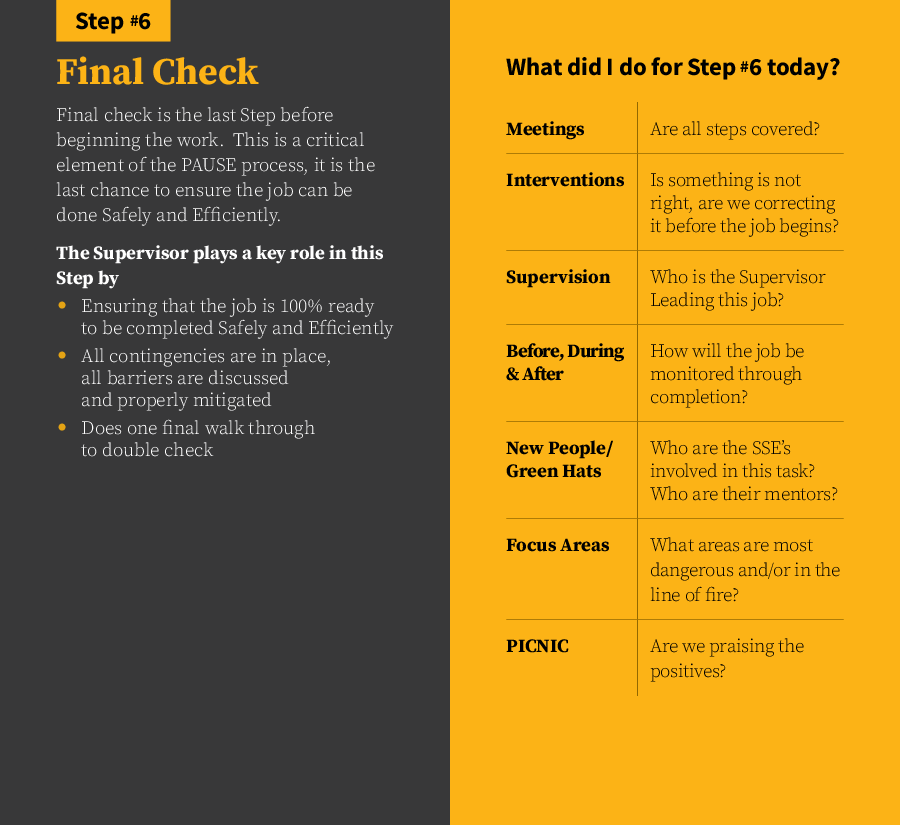 Step #6
Final Check
Final check is the last Step before
beginning the work.  This is a critical
element of the PAUSE process, it is the
last chance to ensure the job can be
done Safely and Efficiently.
The Supervisor plays a key role in this
Step by
• Ensuring that the job is 100% ready
to be completed Safely and Efficiently
• All contingencies are in place,
all barriers are discussed
and properly mitigated
• Does one final walk through
to double check
What did I do for Step #6 today?
Meetings
Are all steps covered?
Interventions
Is something is not
right, are we correcting
it before the job begins?
Supervision
Who is the Supervisor
Leading this job?
Before, During
& After
How will the job be
monitored through
completion?
New People/
Green Hats
Who are the SSE’s
involved in this task?
Who are their mentors?
Focus Areas
What areas are most
dangerous and/or in the
line of fire?
PICNIC
Are we praising the
positives?